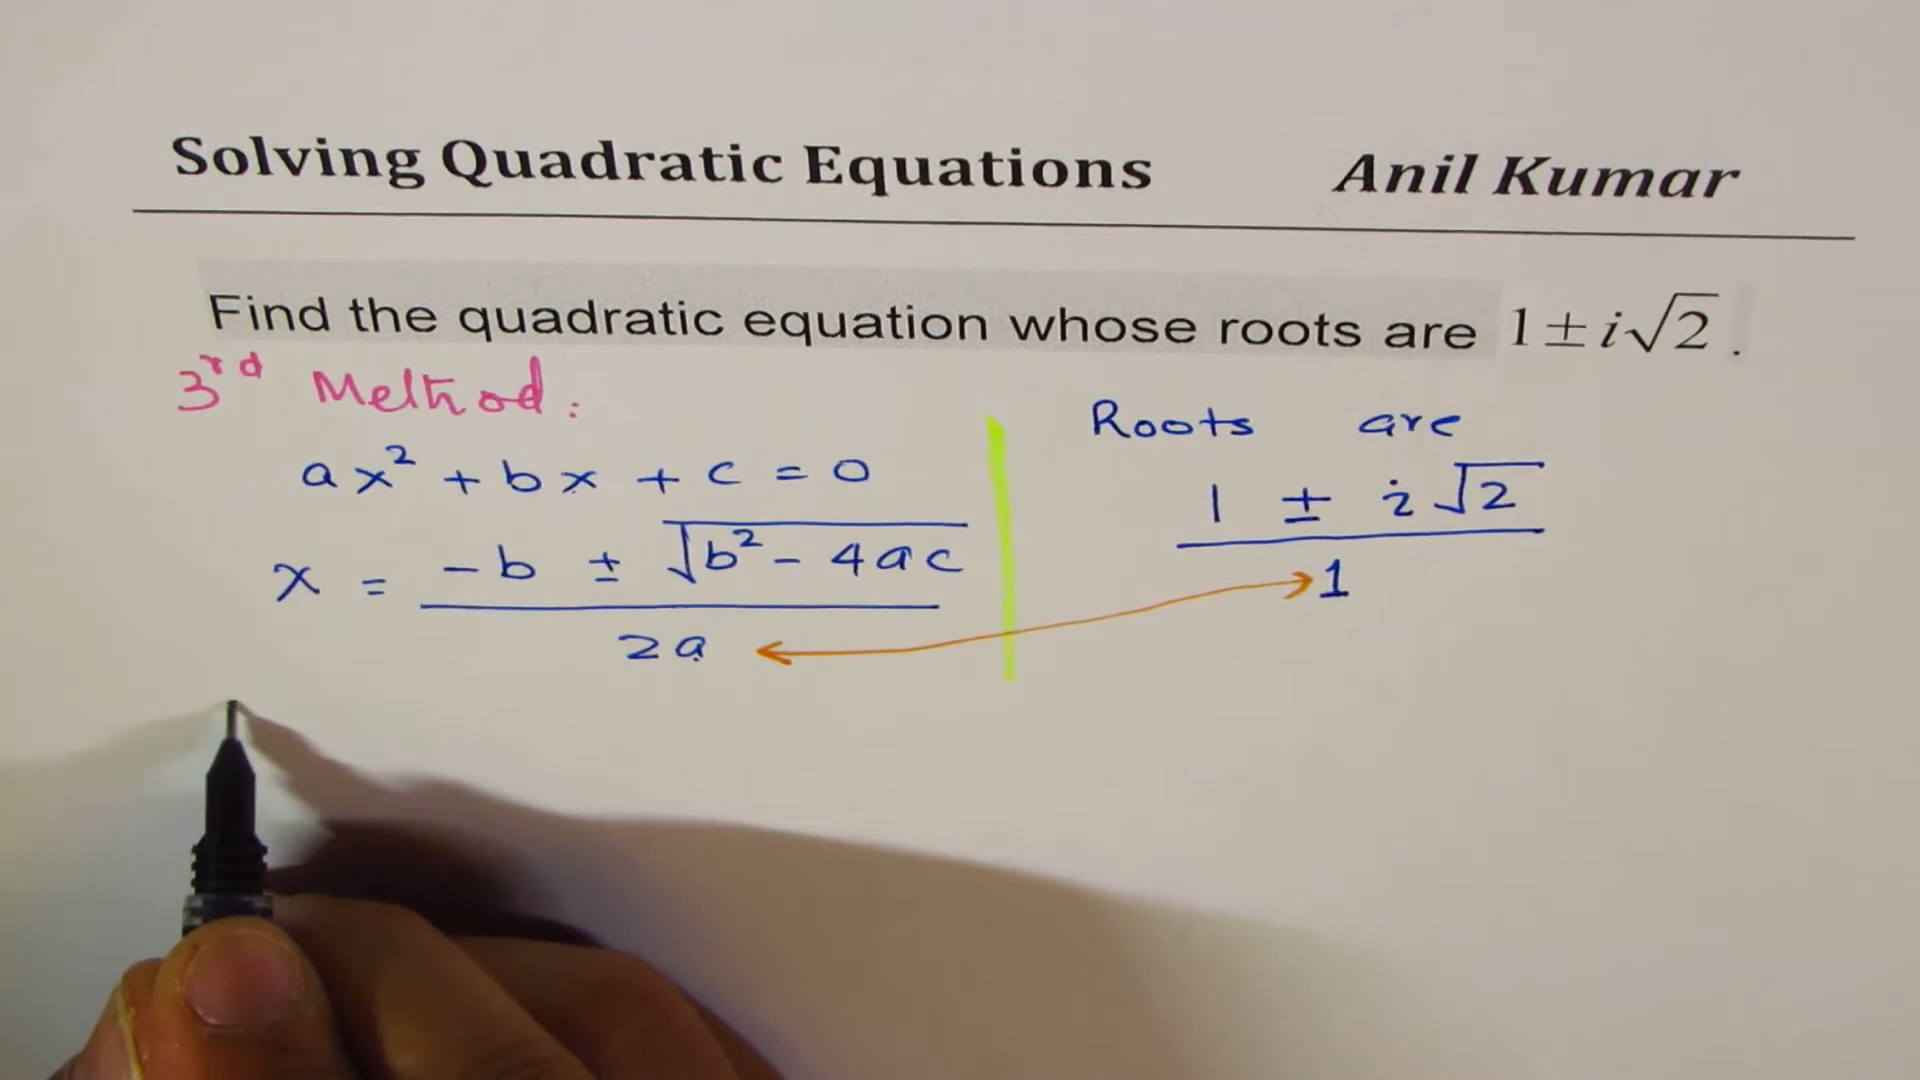 Solving Quadratic Equations Anil Kumar
Find the quadratic equation whose roots are 1 ± i√2 .
3rd Method:
ax² + bx + c = 0
x = (-b ± √(b² - 4ac)) / 2a
Roots are
(1 ± i√2) / 1